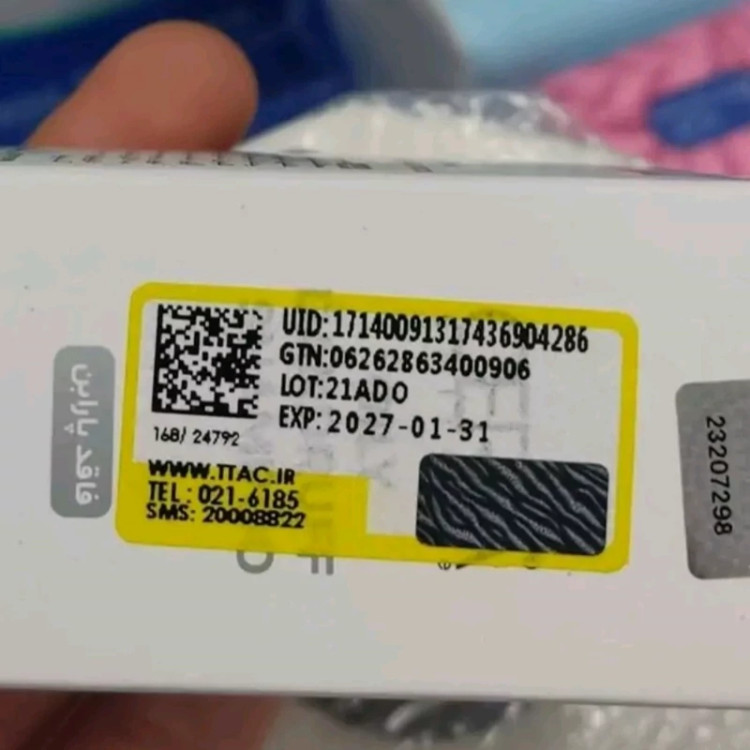 UID:17140091317436904286
GTN:06262863400906
LOT:21ADO
EXP:2027-01-31
168/24792
WWW.TTAC.IR
TEL : 021-6185
SMS: 20008822
فاقد پارابن
23207298